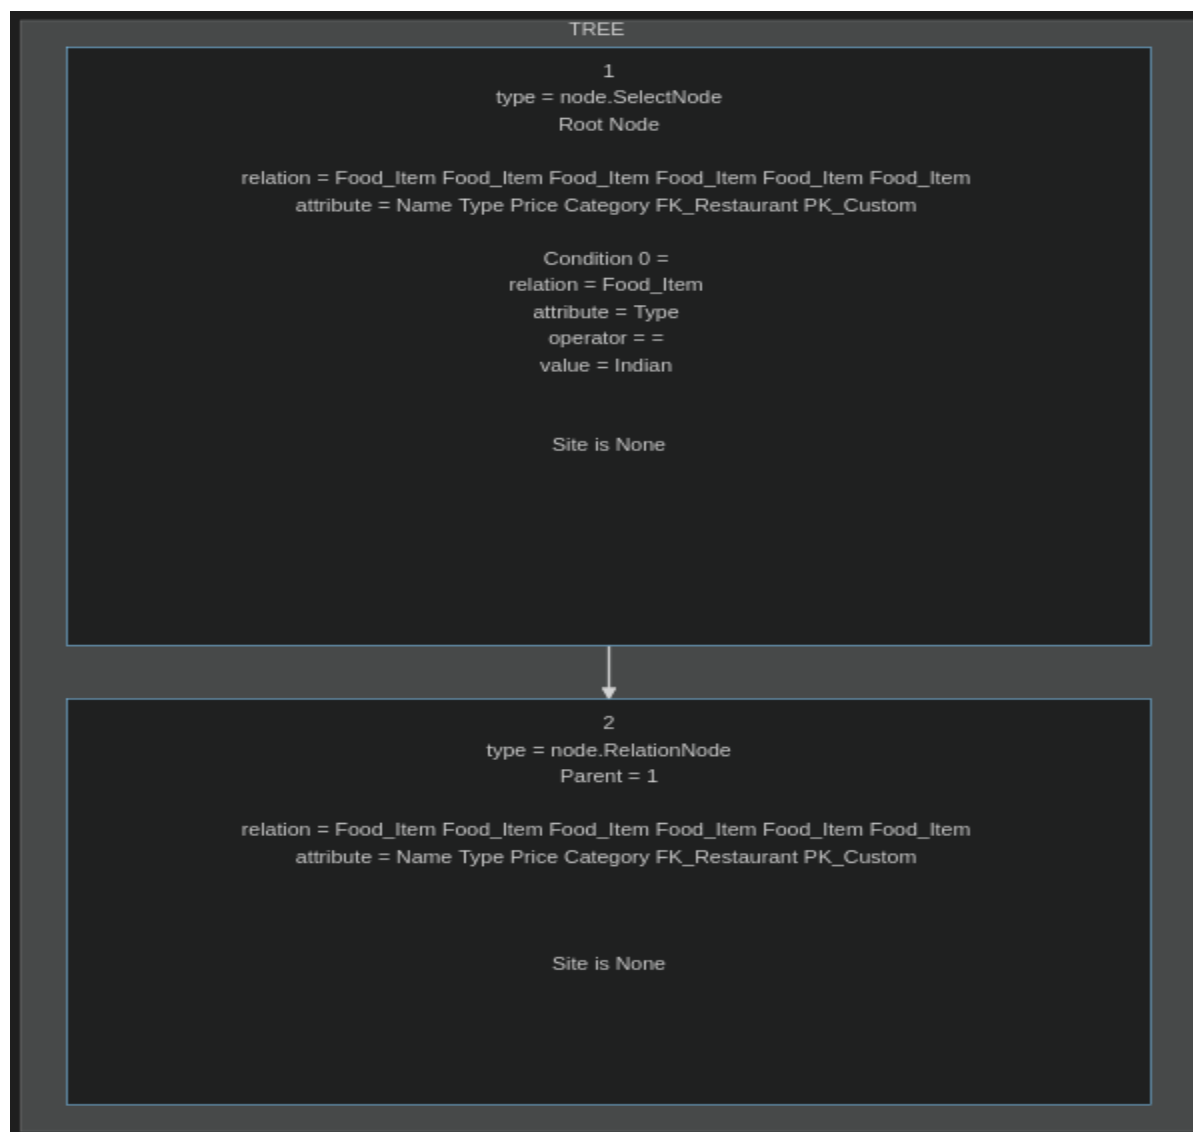 TREE
1
type = node.SelectNode
Root Node
relation = Food_Item Food_Item Food_Item Food_Item Food_Item Food_Item
attribute = Name Type Price Category FK_Restaurant PK_Custom
Condition 0 =
relation = Food_Item
attribute = Type
operator = =
value = Indian
Site is None
2
type = node.RelationNode
Parent = 1
relation = Food_Item Food_Item Food_Item Food_Item Food_Item Food_Item
attribute = Name Type Price Category FK_Restaurant PK_Custom
Site is None